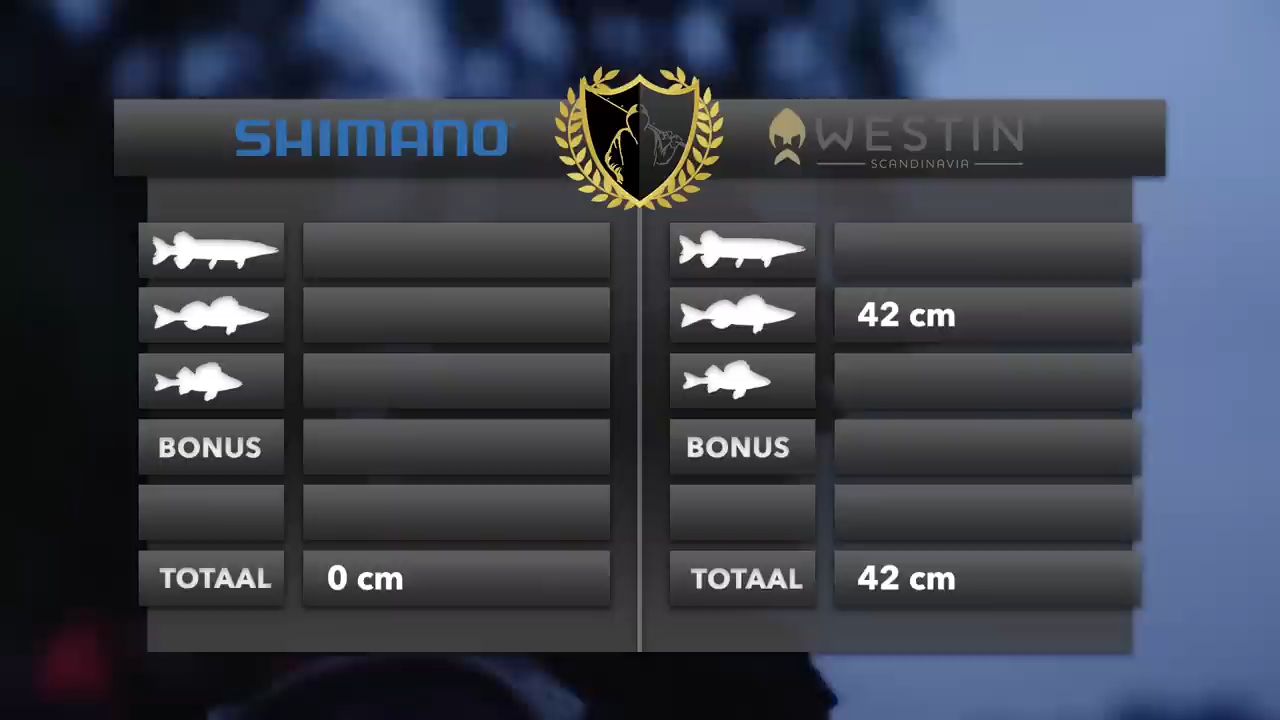 SHIMANO
WESTIN
SCANDINAVIA
42 cm
BONUS
BONUS
TOTAAL
0 cm
TOTAAL
42 cm